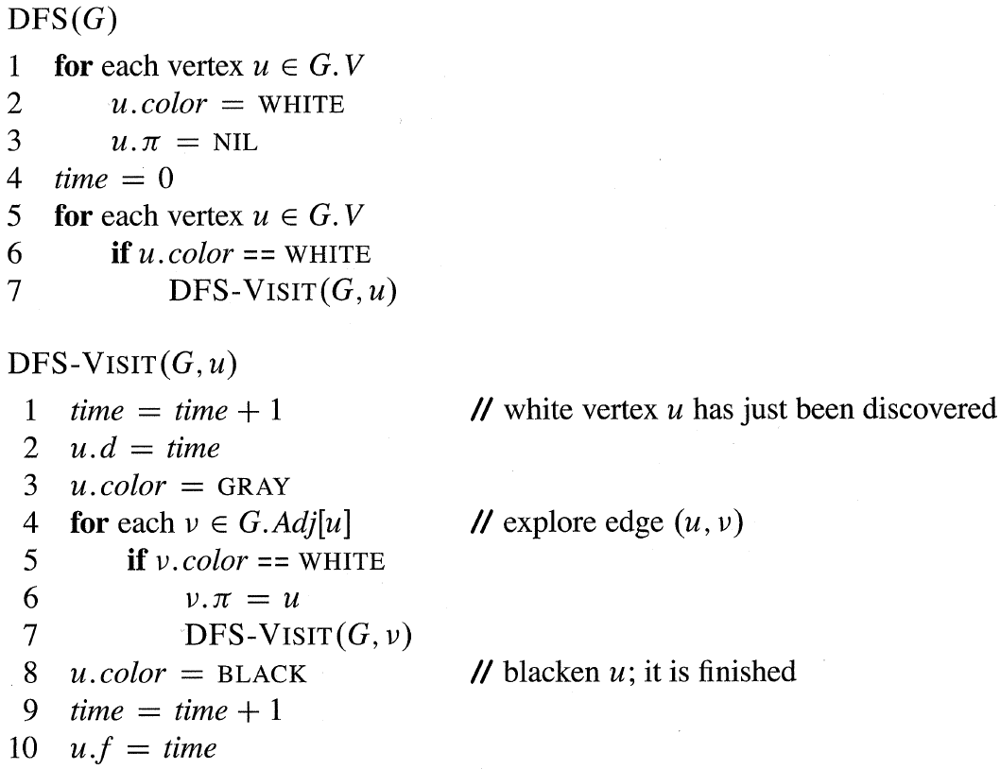 DFS(G)
1 for each vertex u ∈ G.V
2 u.color = WHITE
3 u.π = NIL
4 time = 0
5 for each vertex u ∈ G.V
6 if u.color == WHITE
7 DFS-VISIT(G, u)
DFS-VISIT(G, u)
1 time = time + 1 // white vertex u has just been discovered
2 u.d = time
3 u.color = GRAY
4 for each v ∈ G.Adj[u] // explore edge (u, v)
5 if v.color == WHITE
6 v.π = u
7 DFS-VISIT(G, v)
8 u.color = BLACK // blacken u; it is finished
9 time = time + 1
10 u.f = time